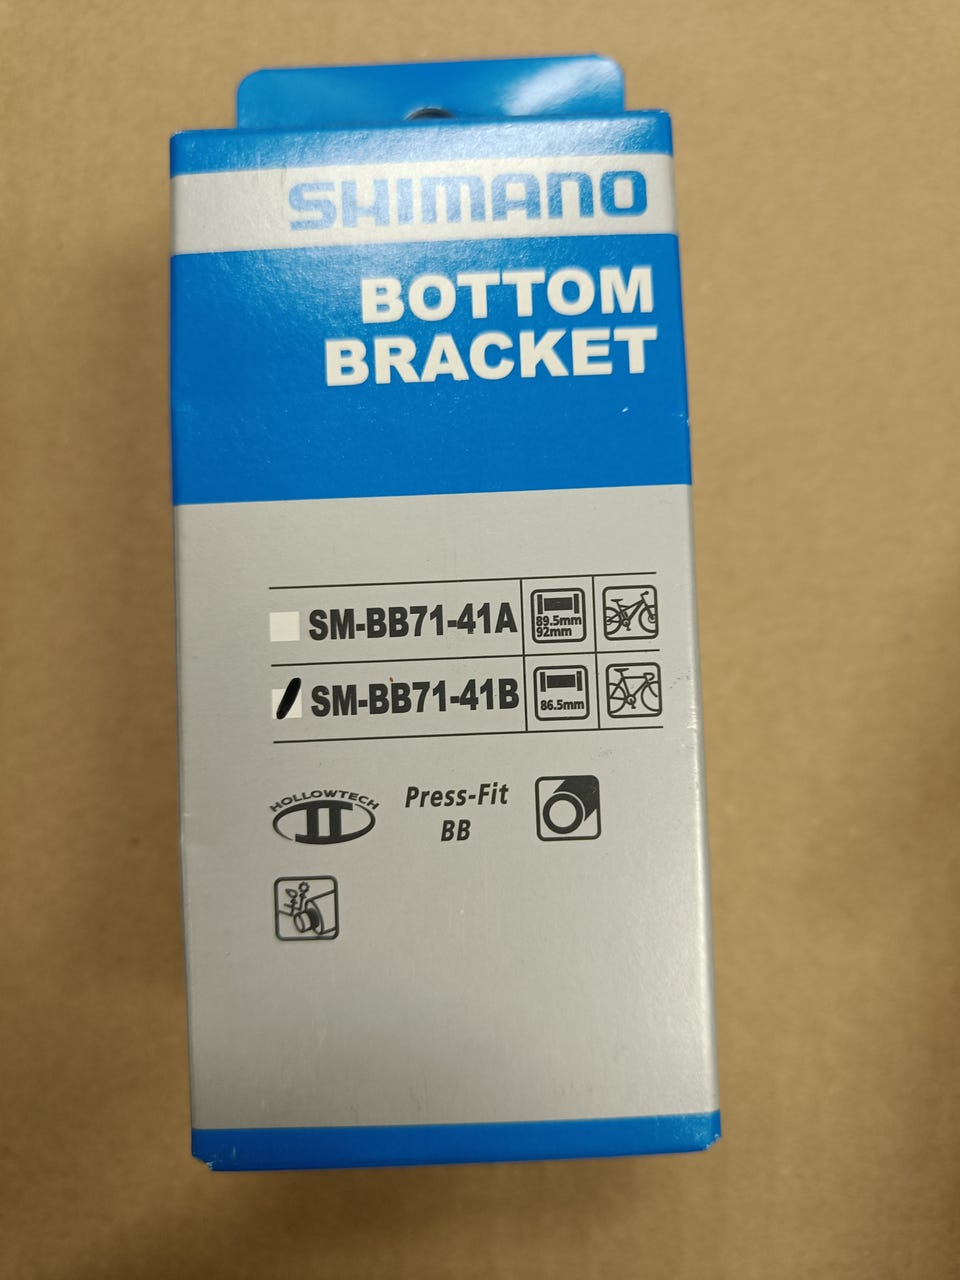 SHIMANO
BOTTOM
BRACKET
SM-BB71-41A
89.5mm
92mm
SM-BB71-41B
86.5mm
HOLLOWTECH
II
Press-Fit
BB